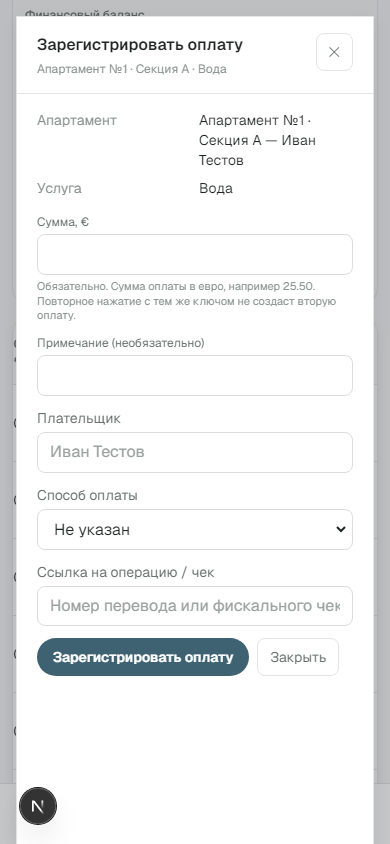 Финансовый баланс
Зарегистрировать оплату
Апартамент №1 · Секция А · Вода
Апартамент
Апартамент №1 ·
Секция А — Иван
Тестов
Услуга
Вода
Сумма, €
Обязательно. Сумма оплаты в евро, например 25.50.
Повторное нажатие с тем же ключом не создаст вторую
оплату.
Примечание (необязательно)
Плательщик
Иван Тестов
Способ оплаты
Не указан
Ссылка на операцию / чек
Номер перевода или фискального чек
Зарегистрировать оплату
Закрыть
N